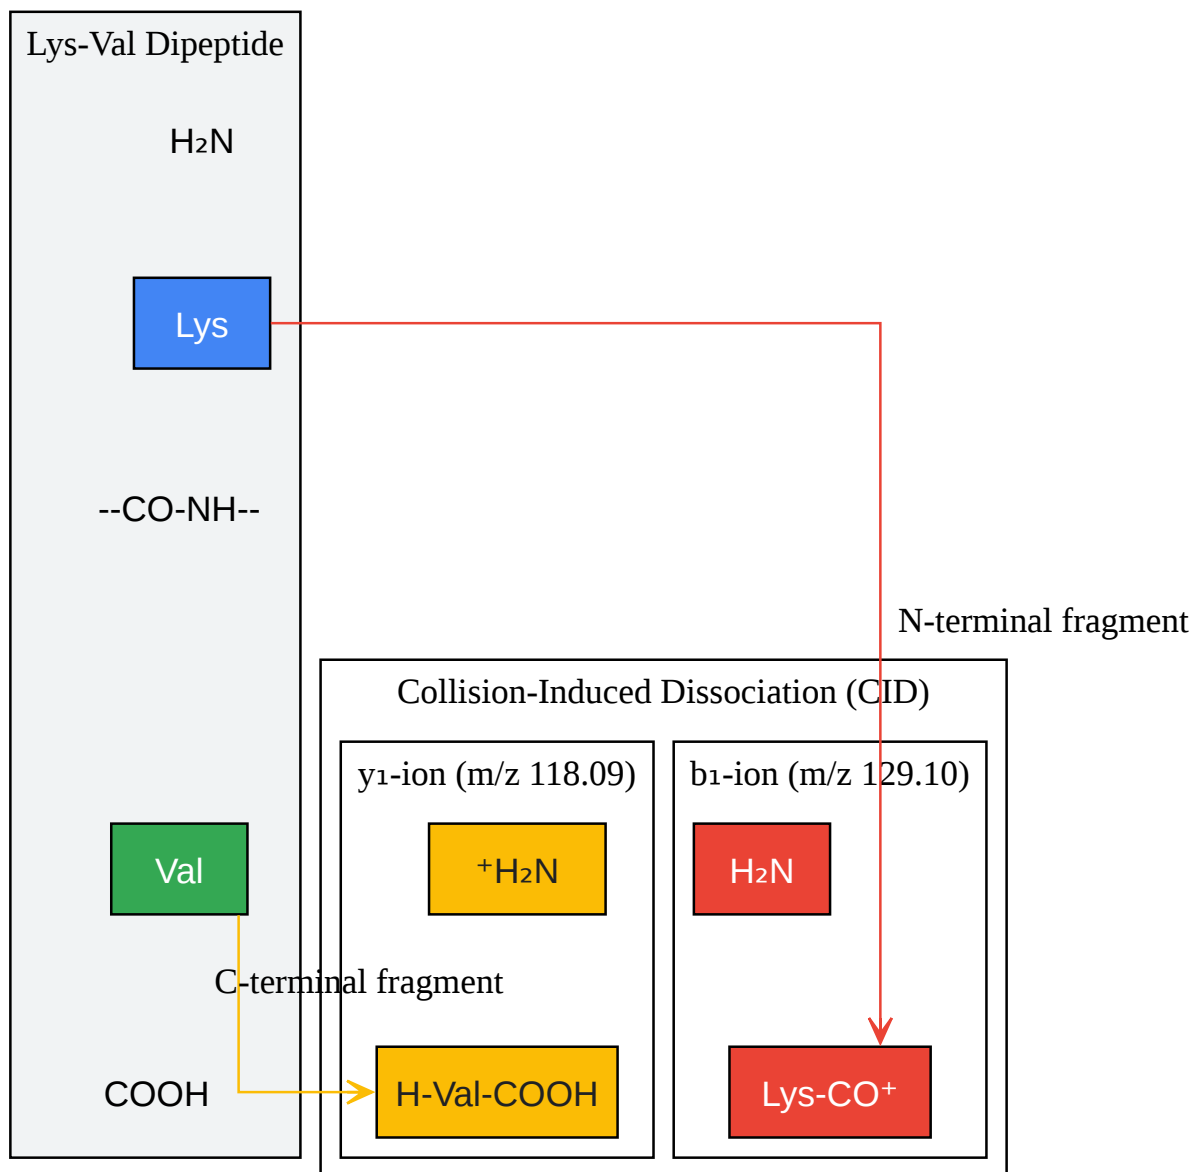 Lys-Val Dipeptide
H₂N
Lys
--CO-NH--
N-terminal fragment
Collision-Induced Dissociation (CID)
y₁-ion (m/z 118.09)
b₁-ion (m/z 129.10)
Val
⁺H₂N
H₂N
C-terminal fragment
COOH
H-Val-COOH
Lys-CO⁺